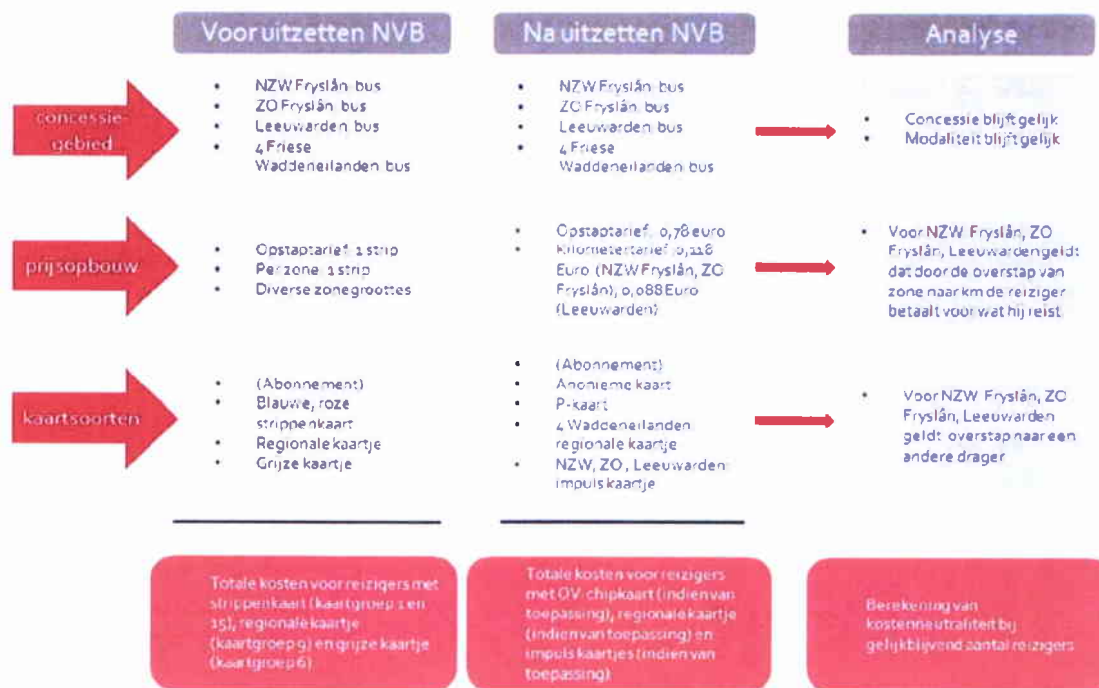 Voor uitzetten NVB
Na uitzetten NVB
Analyse
concessie-
gebied
• NZW Fryslân bus
• ZO Fryslân bus
• Leeuwarden bus
• 4 Friese
Waddeneilanden bus
• NZW Fryslân bus
• ZO Fryslân bus
• Leeuwarden bus
• 4 Friese
Waddeneilanden bus
• Concessie blijft gelijk
• Modaliteit blijft gelijk
prijsopbouw
• Opstaptarief: 1 strip
• Per zone: 1 strip
• Diverse zonegroottes
• Opstaptarief: 0,78 euro
• Kilometertarief: 0,118
Euro (NZW Fryslân, ZO
Fryslân), 0,088 Euro
(Leeuwarden)
• Voor NZW Fryslân, ZO
Fryslân, Leeuwarden geldt
dat door de overstap van
zone naar km de reiziger
betaalt voor wat hij reist
kaartsoorten
• (Abonnement)
• Blauwe, roze
strippenkaart
• Regionale kaartje
• Grijze kaartje
• (Abonnement)
• Anonieme kaart
• P-kaart
• 4 Waddeneilanden
regionale kaartje
• NZW, ZO, Leeuwarden
impuls kaartje
• Voor NZW Fryslân, ZO
Fryslân, Leeuwarden
geldt overstap naar een
andere drager
Totale kosten voor reizigers met
strippenkaart (kaartgroep 1 en
15), regionale kaartje
(kaartgroep 9) en grijze kaartje
(kaartgroep 6)
Totale kosten voor reizigers
met OV-chipkaart (indien van
toepassing), regionale kaartje
(indien van toepassing) en
impuls kaartjes (indien van
toepassing)
Berekening van
kostenneutraliteit bij
gelijkblijvend aantal reizigers